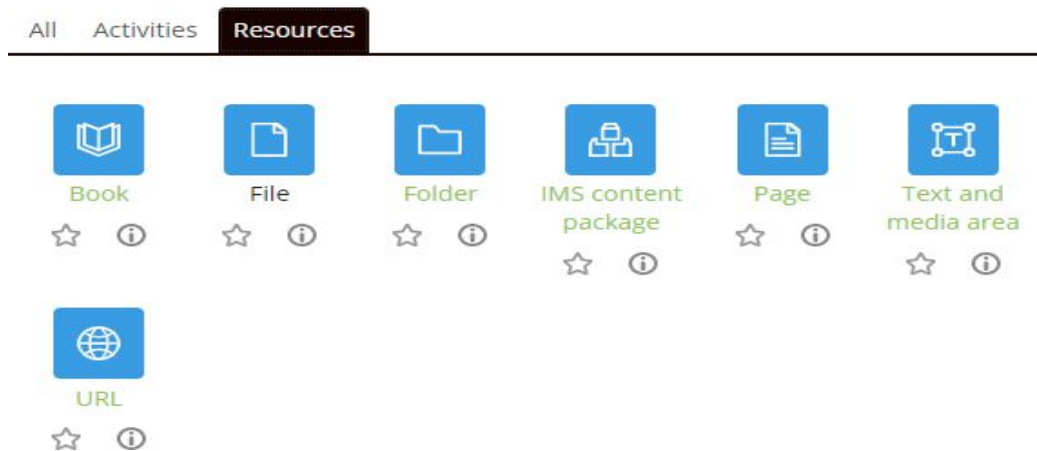 All Activities Resources
Book File Folder IMS content package Page Text and media area
URL